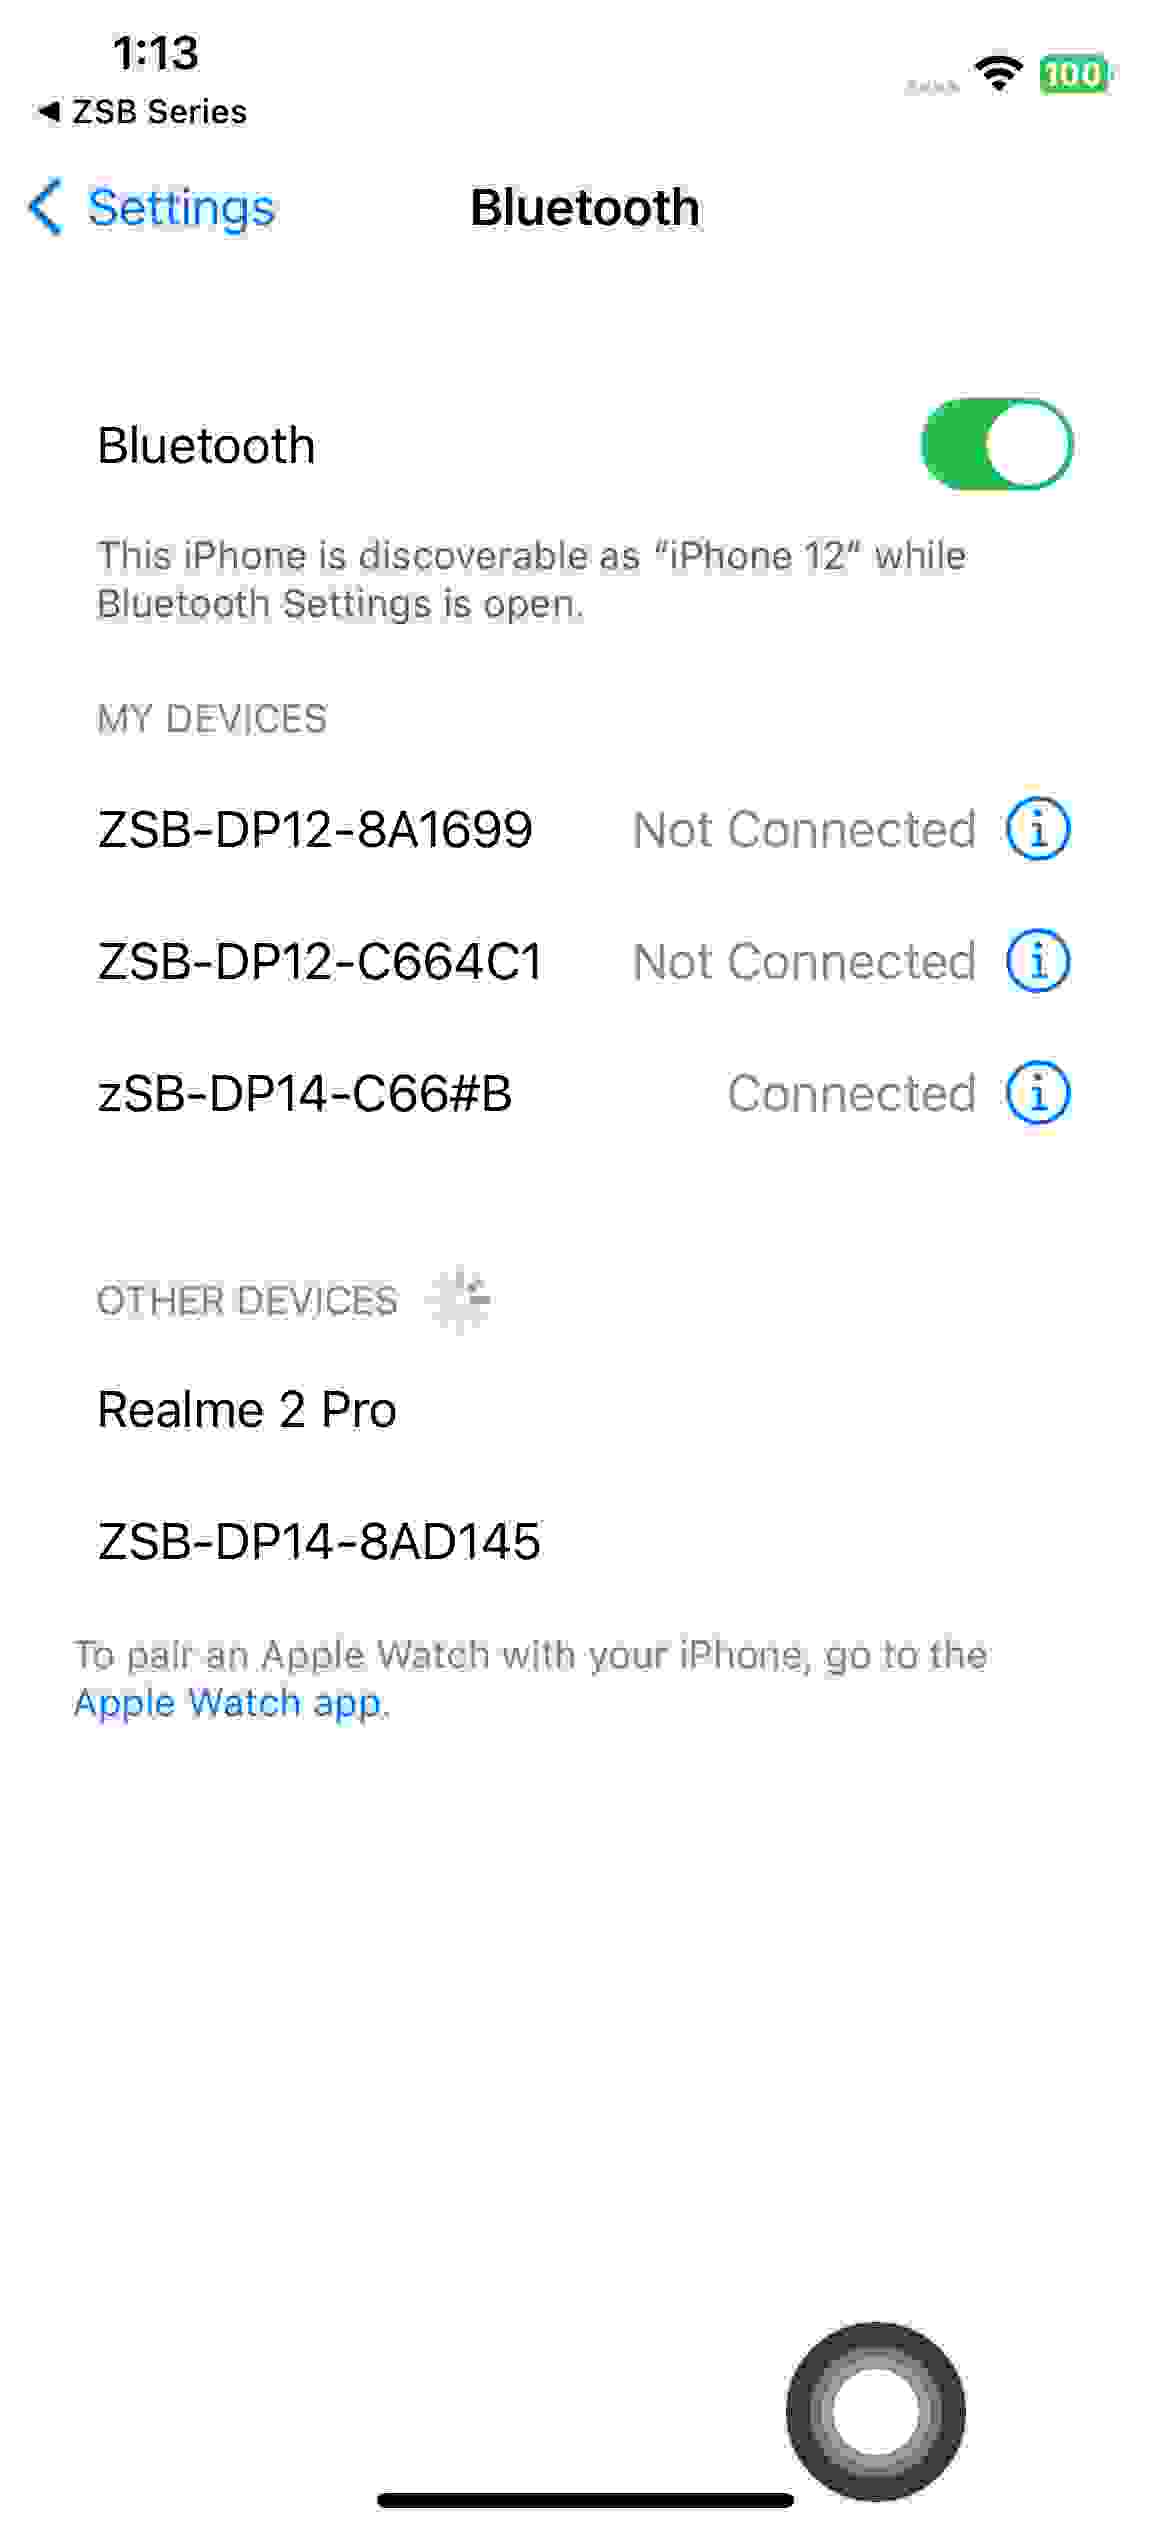 1:13
100
◀ ZSB Series
Settings
Bluetooth
Bluetooth
This iPhone is discoverable as “iPhone 12” while
Bluetooth Settings is open.
MY DEVICES
ZSB-DP12-8A1699 Not Connected
ZSB-DP12-C664C1 Not Connected
zSB-DP14-C66#B Connected
OTHER DEVICES
Realme 2 Pro
ZSB-DP14-8AD145
To pair an Apple Watch with your iPhone, go to the
Apple Watch app.